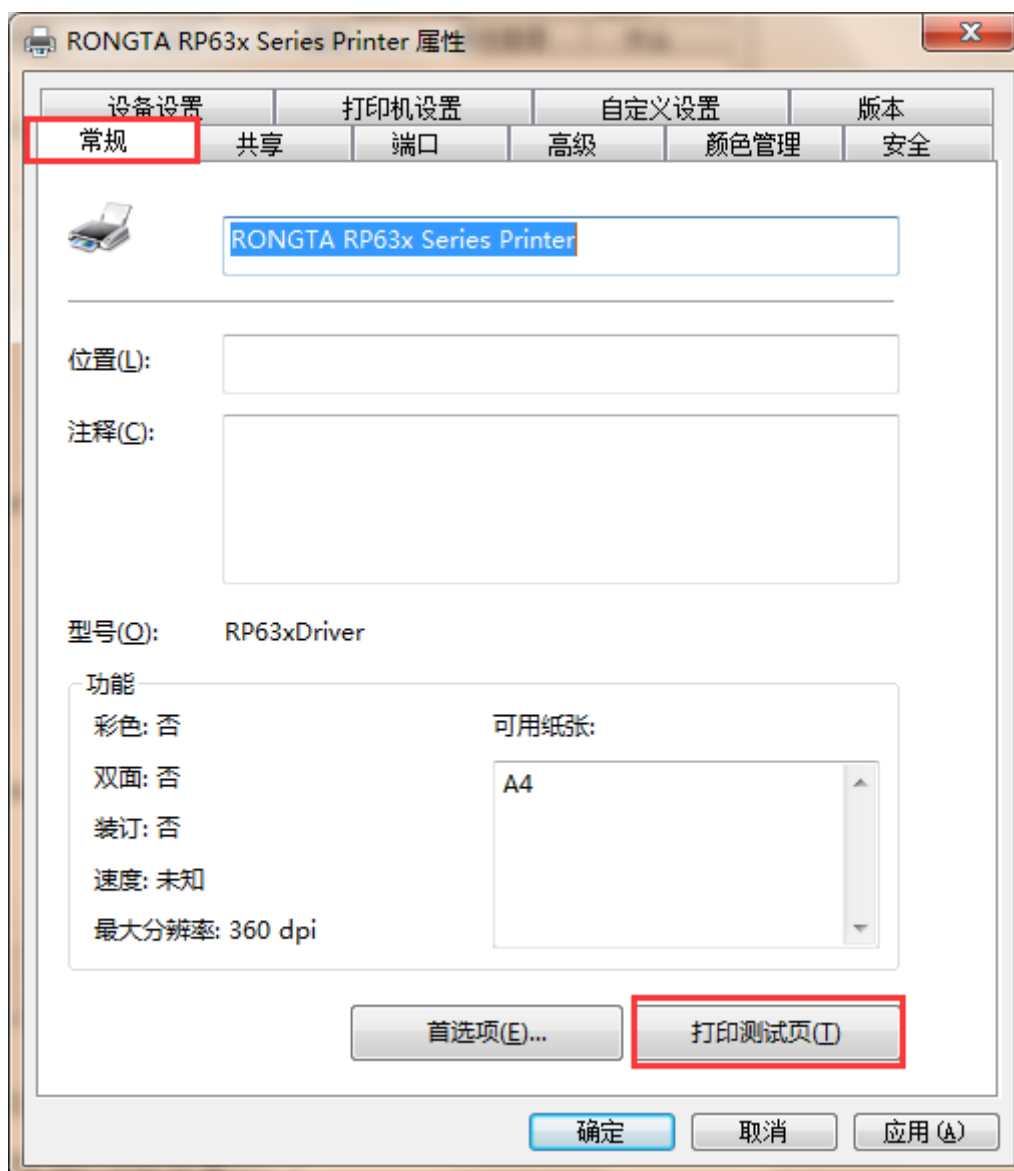 RONGTA RP63x Series Printer 属性
设备设置 打印机设置 自定义设置 版本
常规 共享 端口 高级 颜色管理 安全
RONGTA RP63x Series Printer
位置(L):
注释(C):
型号(O): RP63xDriver
功能
彩色: 否 可用纸张:
双面: 否 A4
装订: 否
速度: 未知
最大分辨率: 360 dpi
首选项(E)... 打印测试页(T)
确定 取消 应用(A)